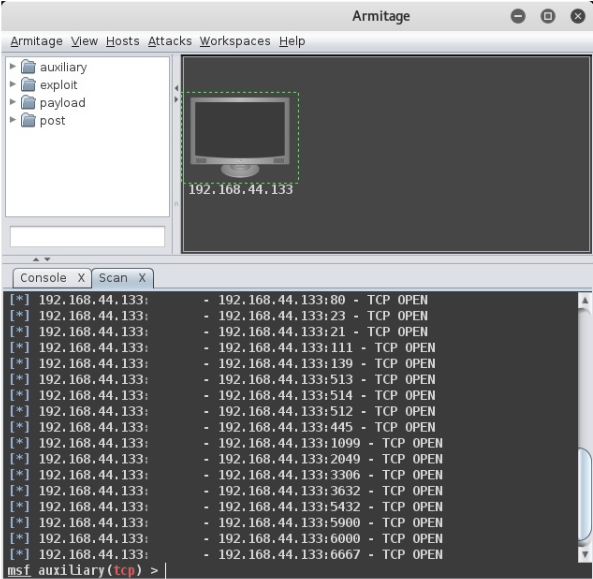 Armitage
Armitage View Hosts Attacks Workspaces Help
auxiliary
exploit
payload
post
192.168.44.133
Console X Scan X
[*] 192.168.44.133: - 192.168.44.133:80 - TCP OPEN
[*] 192.168.44.133: - 192.168.44.133:23 - TCP OPEN
[*] 192.168.44.133: - 192.168.44.133:21 - TCP OPEN
[*] 192.168.44.133: - 192.168.44.133:111 - TCP OPEN
[*] 192.168.44.133: - 192.168.44.133:139 - TCP OPEN
[*] 192.168.44.133: - 192.168.44.133:513 - TCP OPEN
[*] 192.168.44.133: - 192.168.44.133:514 - TCP OPEN
[*] 192.168.44.133: - 192.168.44.133:512 - TCP OPEN
[*] 192.168.44.133: - 192.168.44.133:445 - TCP OPEN
[*] 192.168.44.133: - 192.168.44.133:1099 - TCP OPEN
[*] 192.168.44.133: - 192.168.44.133:2049 - TCP OPEN
[*] 192.168.44.133: - 192.168.44.133:3306 - TCP OPEN
[*] 192.168.44.133: - 192.168.44.133:3632 - TCP OPEN
[*] 192.168.44.133: - 192.168.44.133:5432 - TCP OPEN
[*] 192.168.44.133: - 192.168.44.133:5900 - TCP OPEN
[*] 192.168.44.133: - 192.168.44.133:6000 - TCP OPEN
[*] 192.168.44.133: - 192.168.44.133:6667 - TCP OPEN
msf auxiliary(tcp) >